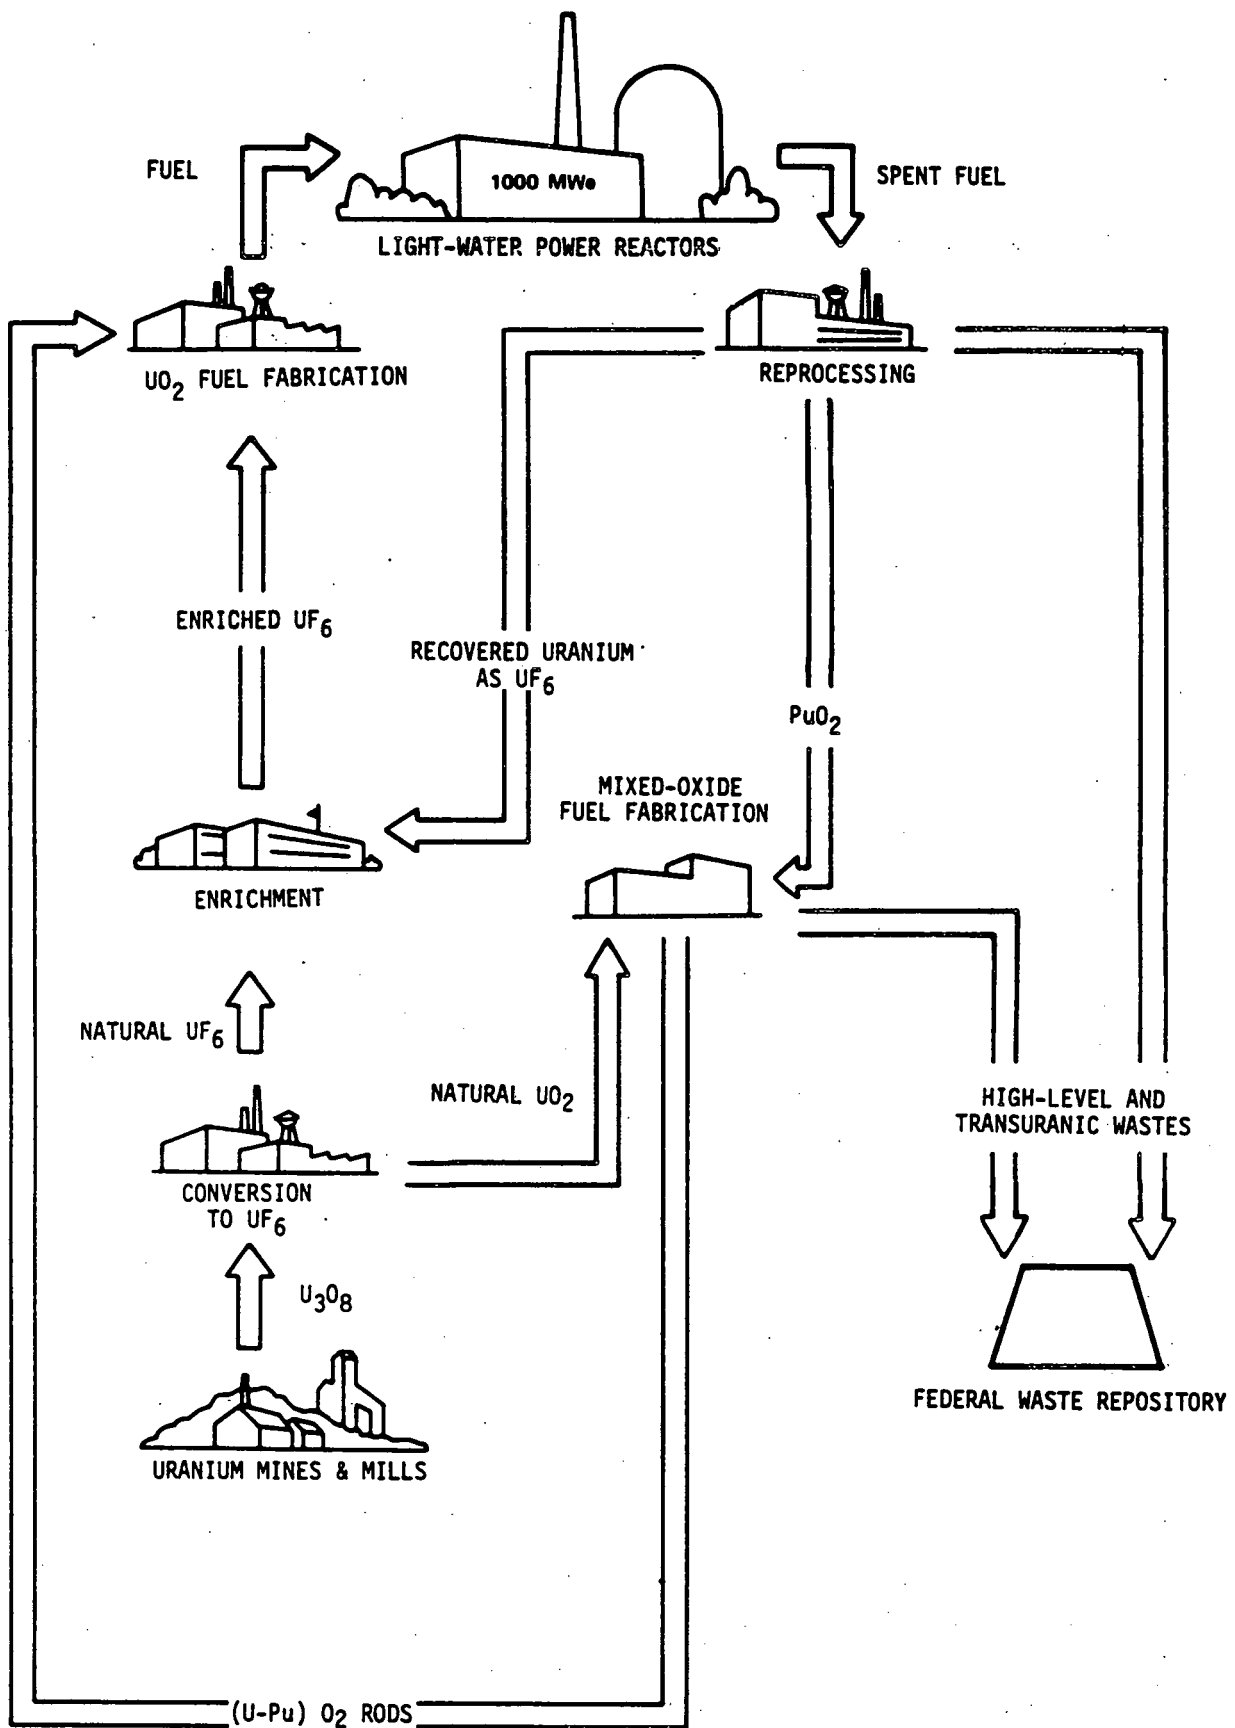 FUEL
1000 MWe
SPENT FUEL
LIGHT-WATER POWER REACTORS
UO2 FUEL FABRICATION
REPROCESSING
ENRICHED UF6
RECOVERED URANIUM
AS UF6
PuO2
MIXED-OXIDE
FUEL FABRICATION
ENRICHMENT
NATURAL UF6
NATURAL UO2
HIGH-LEVEL AND
TRANSURANIC WASTES
CONVERSION
TO UF6
U3O8
FEDERAL WASTE REPOSITORY
URANIUM MINES & MILLS
(U-Pu) O2 RODS